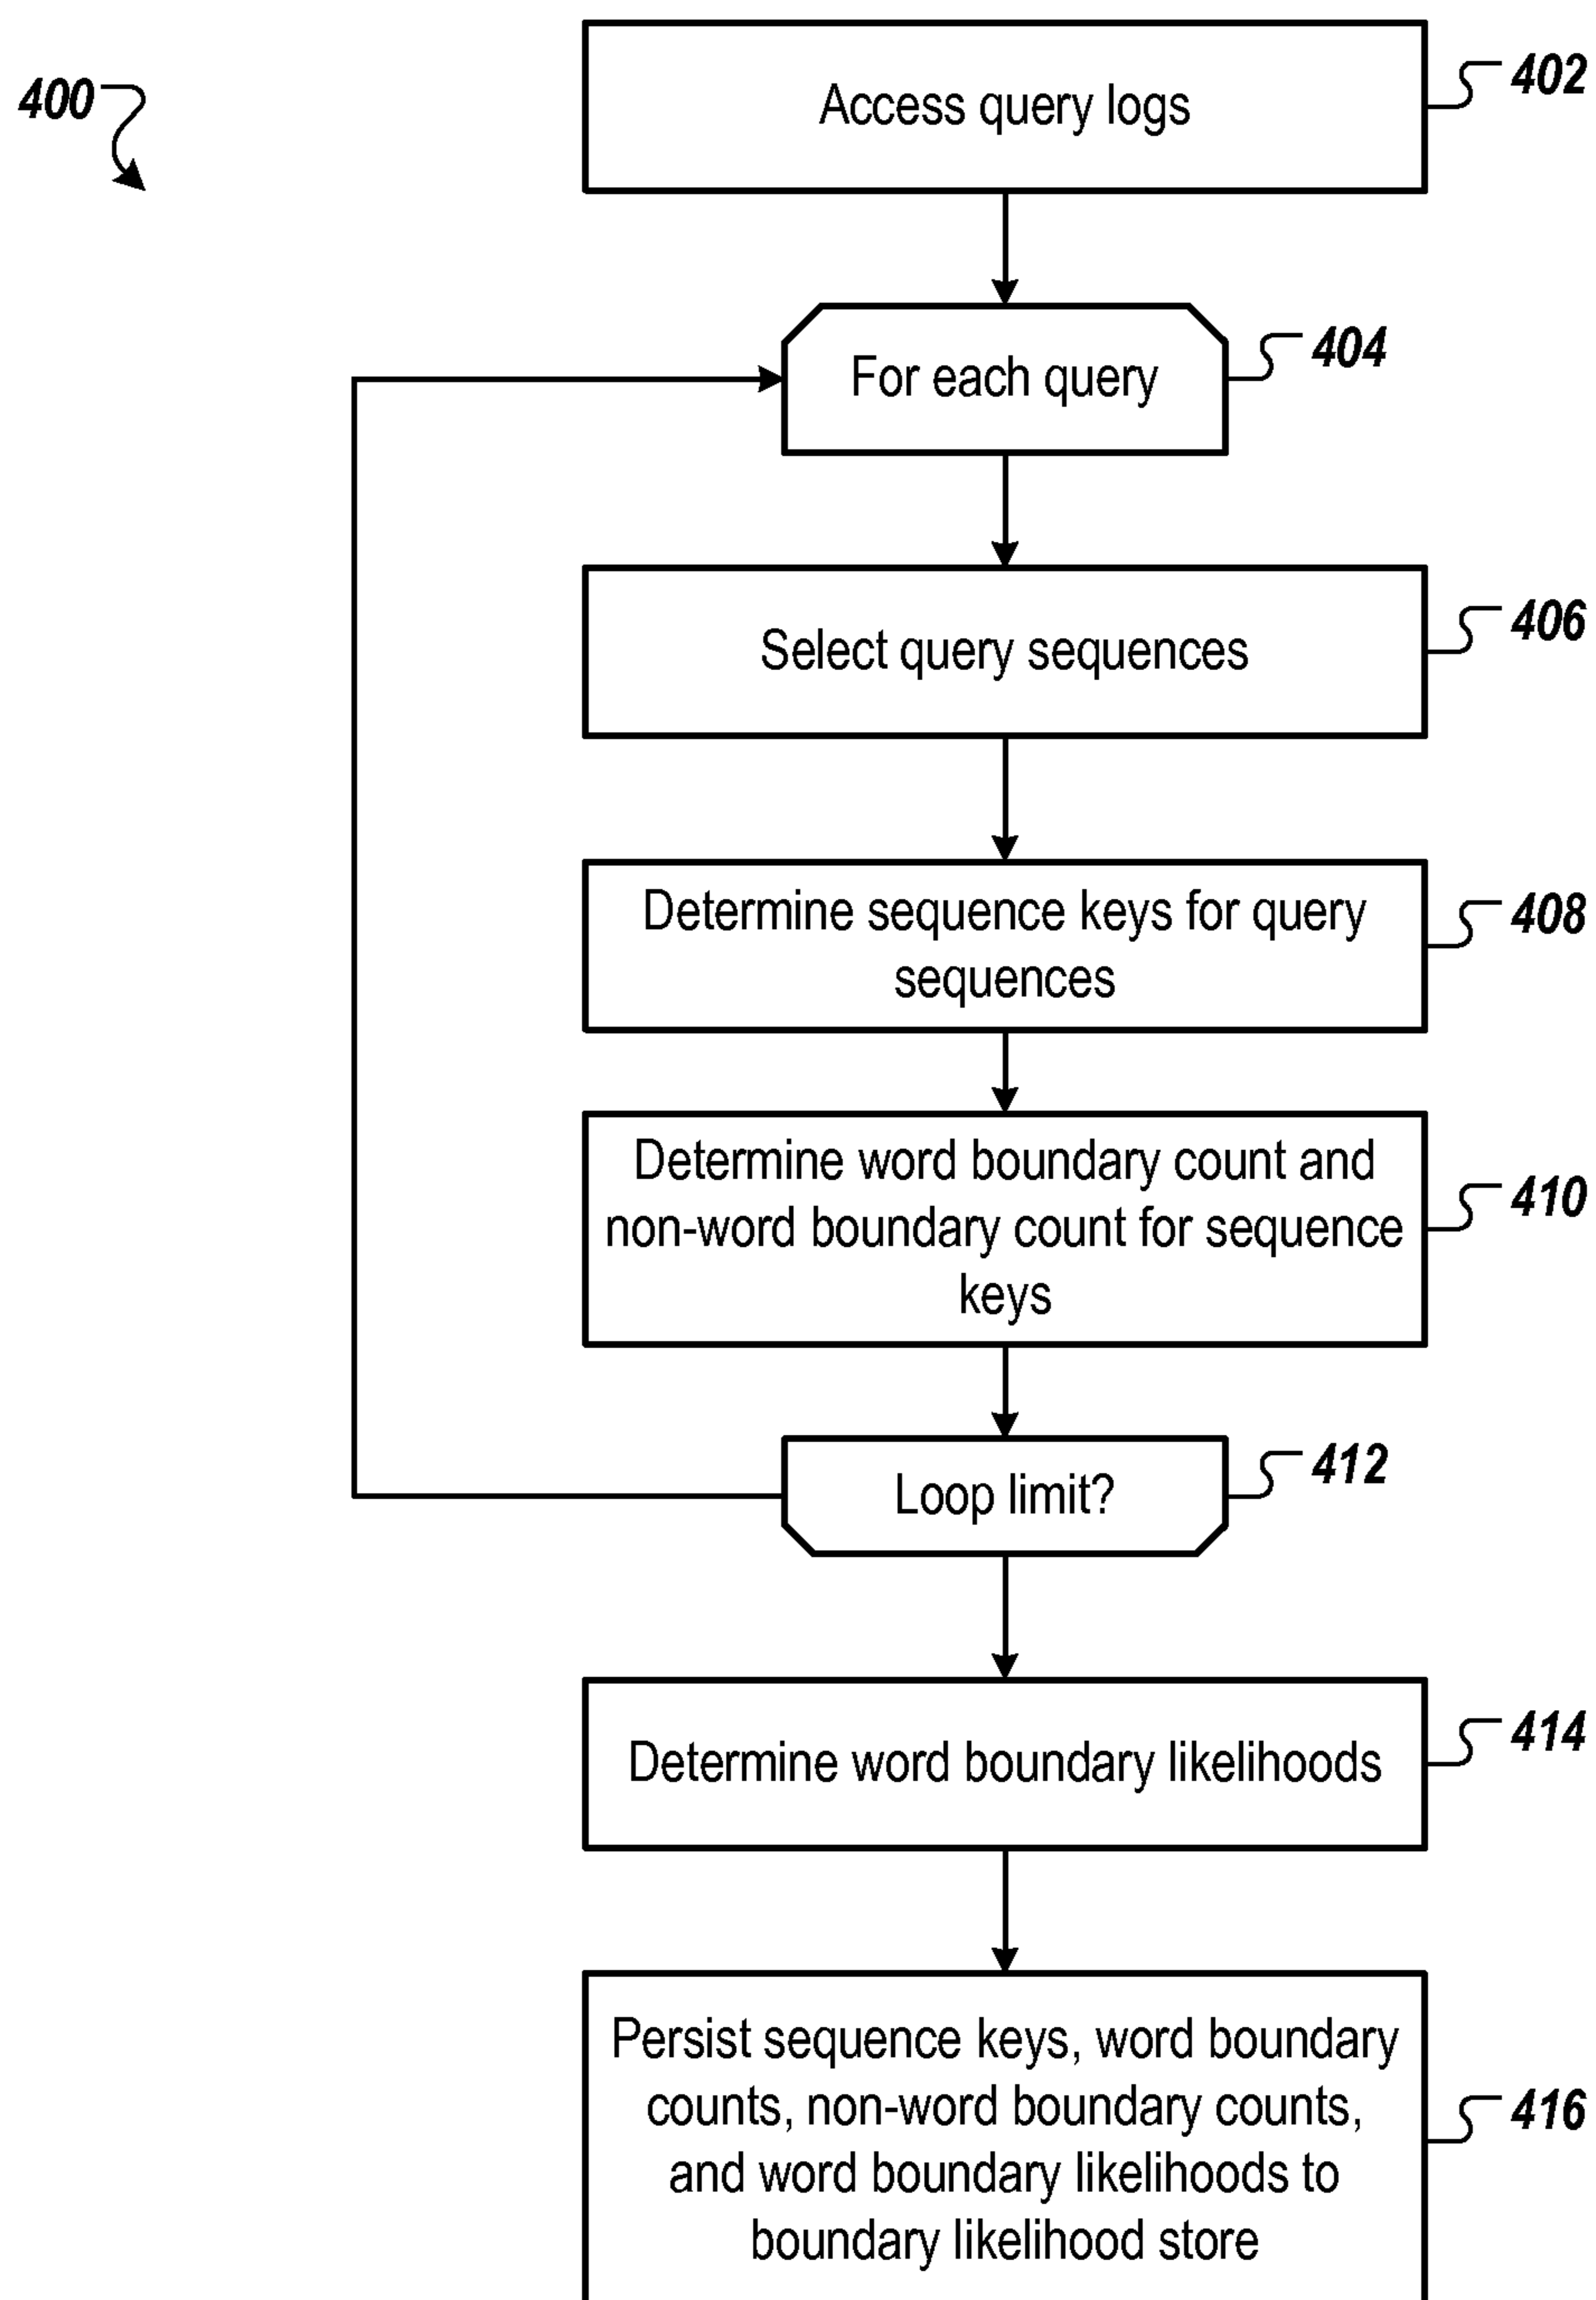 400
Access query logs
402
For each query
404
Select query sequences
406
Determine sequence keys for query
sequences
408
Determine word boundary count and
non-word boundary count for sequence
keys
410
Loop limit?
412
Determine word boundary likelihoods
414
Persist sequence keys, word boundary
counts, non-word boundary counts,
and word boundary likelihoods to
boundary likelihood store
416